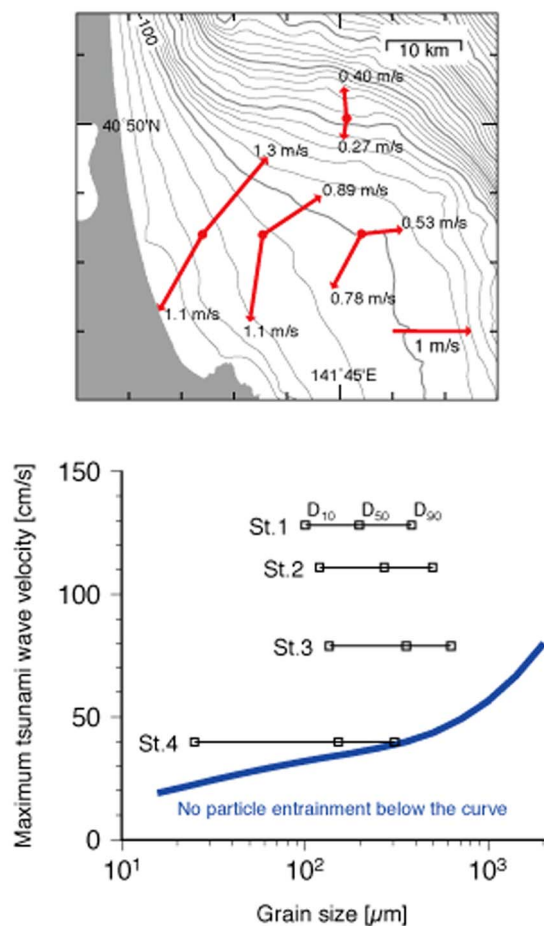 -100
10 km
0.40 m/s
40°50'N
0.27 m/s
1.3 m/s
0.89 m/s
0.53 m/s
0.78 m/s
1.1 m/s
1.1 m/s
1 m/s
141°45'E
Maximum tsunami wave velocity [cm/s]
150
100
50
0
St.1
D10
D50
D90
St.2
St.3
St.4
No particle entrainment below the curve
10¹
10²
10³
Grain size [µm]